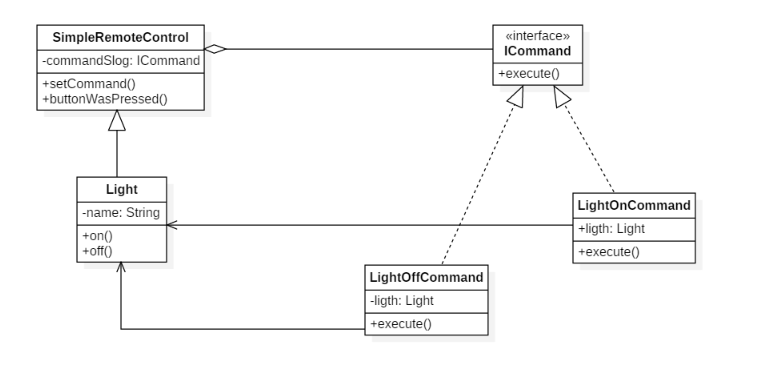 SimpleRemoteControl
-commandSlog: ICommand
+setCommand()
+buttonWasPressed()
«interface»
ICommand
+execute()
Light
-name: String
+on()
+off()
LightOnCommand
+ligth: Light
+execute()
LightOffCommand
-ligth: Light
+execute()